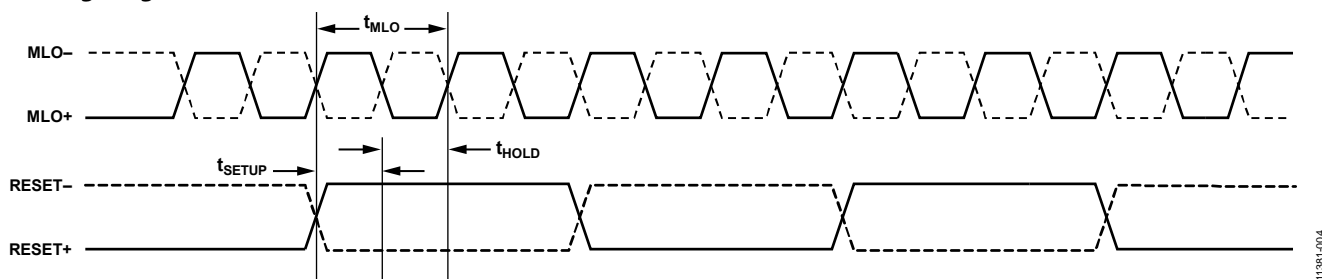 tMLO
MLO–
MLO+
tSETUP
tHOLD
RESET–
RESET+
11381-004